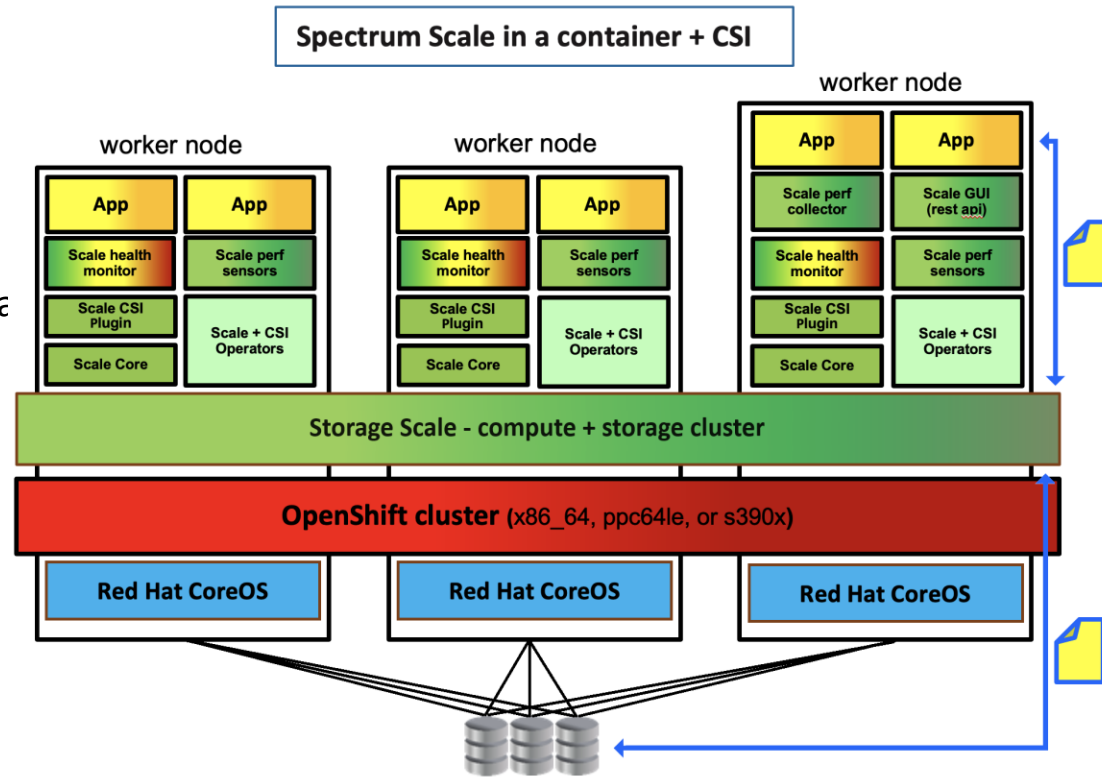 Spectrum Scale in a container + CSI
worker node
App
App
Scale health
monitor
Scale perf
sensors
Scale CSI
Plugin
Scale + CSI
Operators
Scale Core
worker node
App
App
Scale health
monitor
Scale perf
sensors
Scale CSI
Plugin
Scale + CSI
Operators
Scale Core
worker node
App
App
Scale perf
collector
Scale GUI
(rest api)
Scale health
monitor
Scale perf
sensors
Scale CSI
Plugin
Scale + CSI
Operators
Scale Core
Storage Scale - compute + storage cluster
OpenShift cluster (x86_64, ppc64le, or s390x)
Red Hat CoreOS
Red Hat CoreOS
Red Hat CoreOS